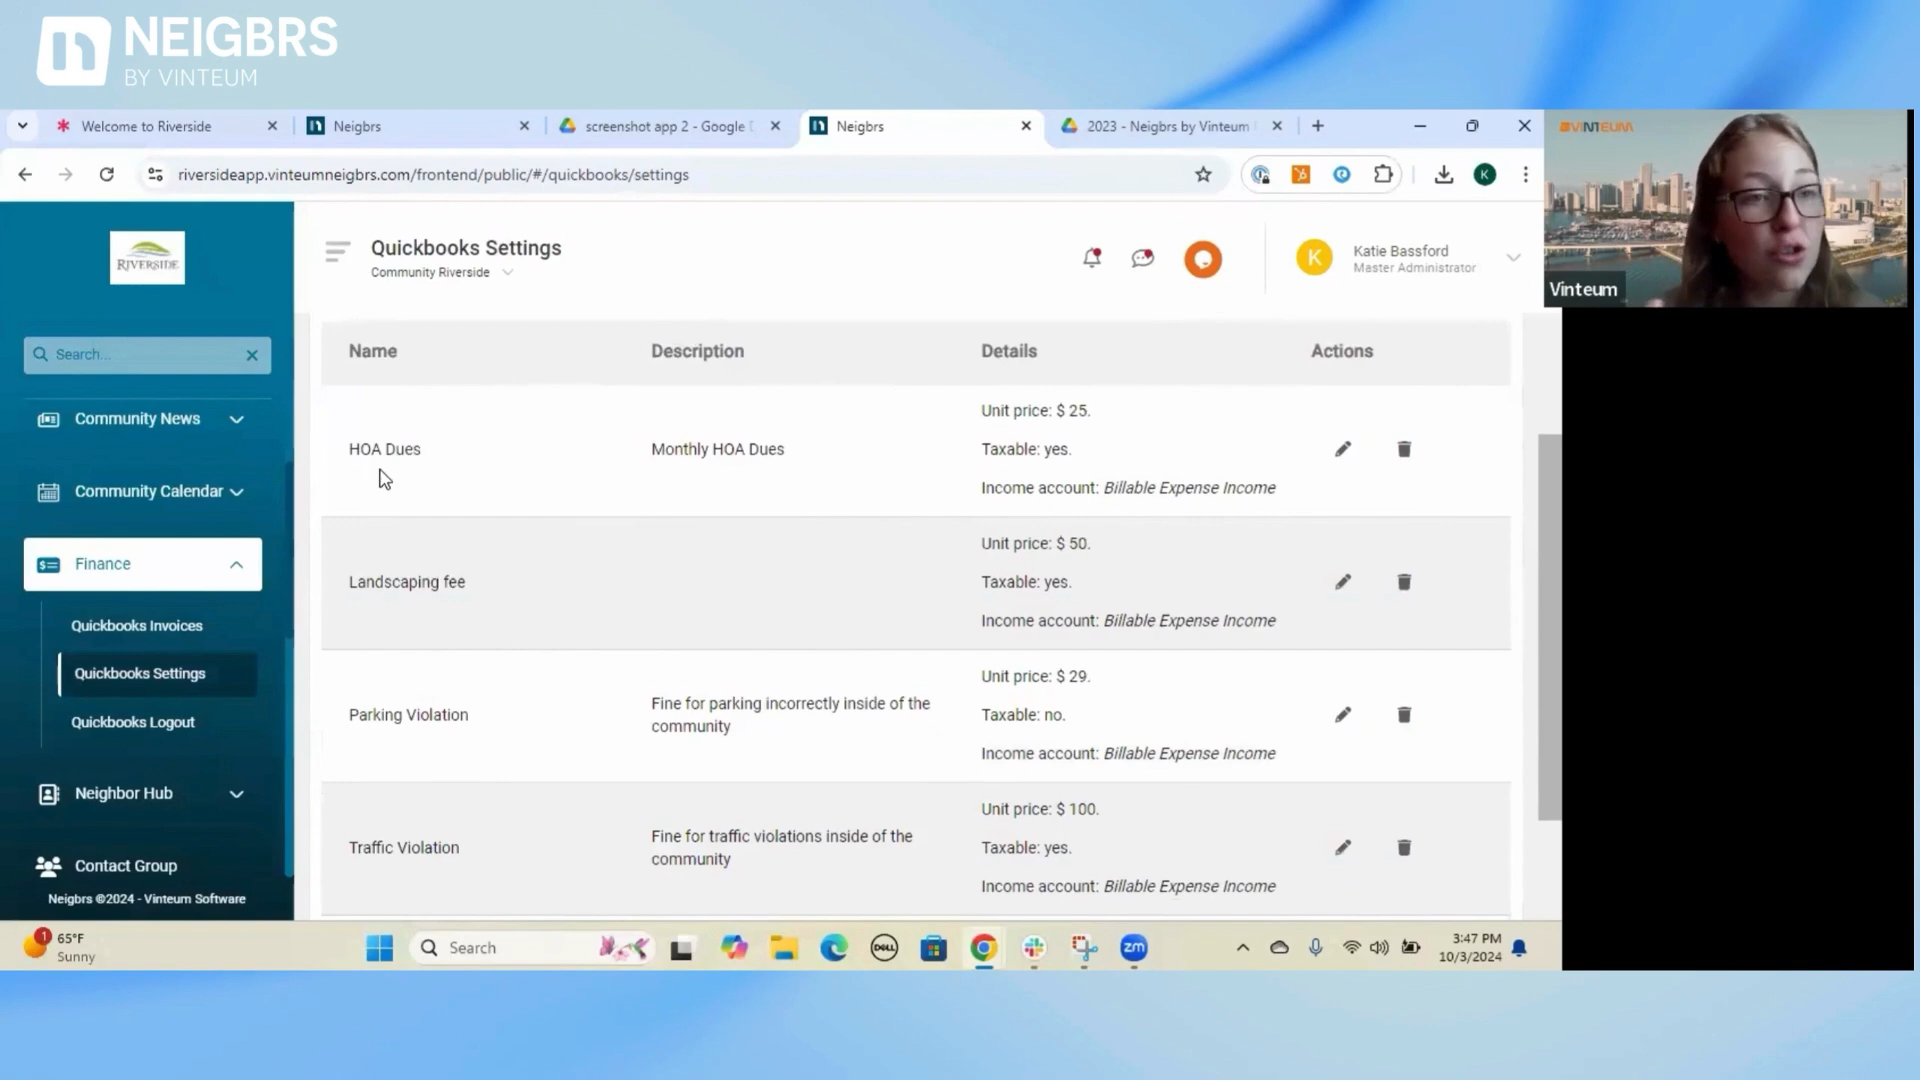 NEIGBRS
BY VINTEUM
Welcome to Riverside
Neigbrs
screenshot app 2 - Google
Neigbrs
2023 - Neigbrs by Vinteum
riversideapp.vinteumneigbrs.com/frontend/public/#/quickbooks/settings
K
VINTEUM
Vinteum
RIVERSIDE
Quickbooks Settings
Community Riverside
K
Katie Bassford
Master Administrator
Search...
Community News
Community Calendar
Finance
Quickbooks Invoices
Quickbooks Settings
Quickbooks Logout
Neighbor Hub
Contact Group
Neigbrs ©2024 - Vinteum Software
Name Description Details Actions
Unit price: $ 25.
HOA Dues Monthly HOA Dues Taxable: yes.
Income account: Billable Expense Income
Unit price: $ 50.
Landscaping fee Taxable: yes.
Income account: Billable Expense Income
Unit price: $ 29.
Parking Violation Fine for parking incorrectly inside of the community Taxable: no.
Income account: Billable Expense Income
Unit price: $ 100.
Traffic Violation Fine for traffic violations inside of the community Taxable: yes.
Income account: Billable Expense Income
1
65°F
Sunny
Search
DELL
zm
3:47 PM
10/3/2024